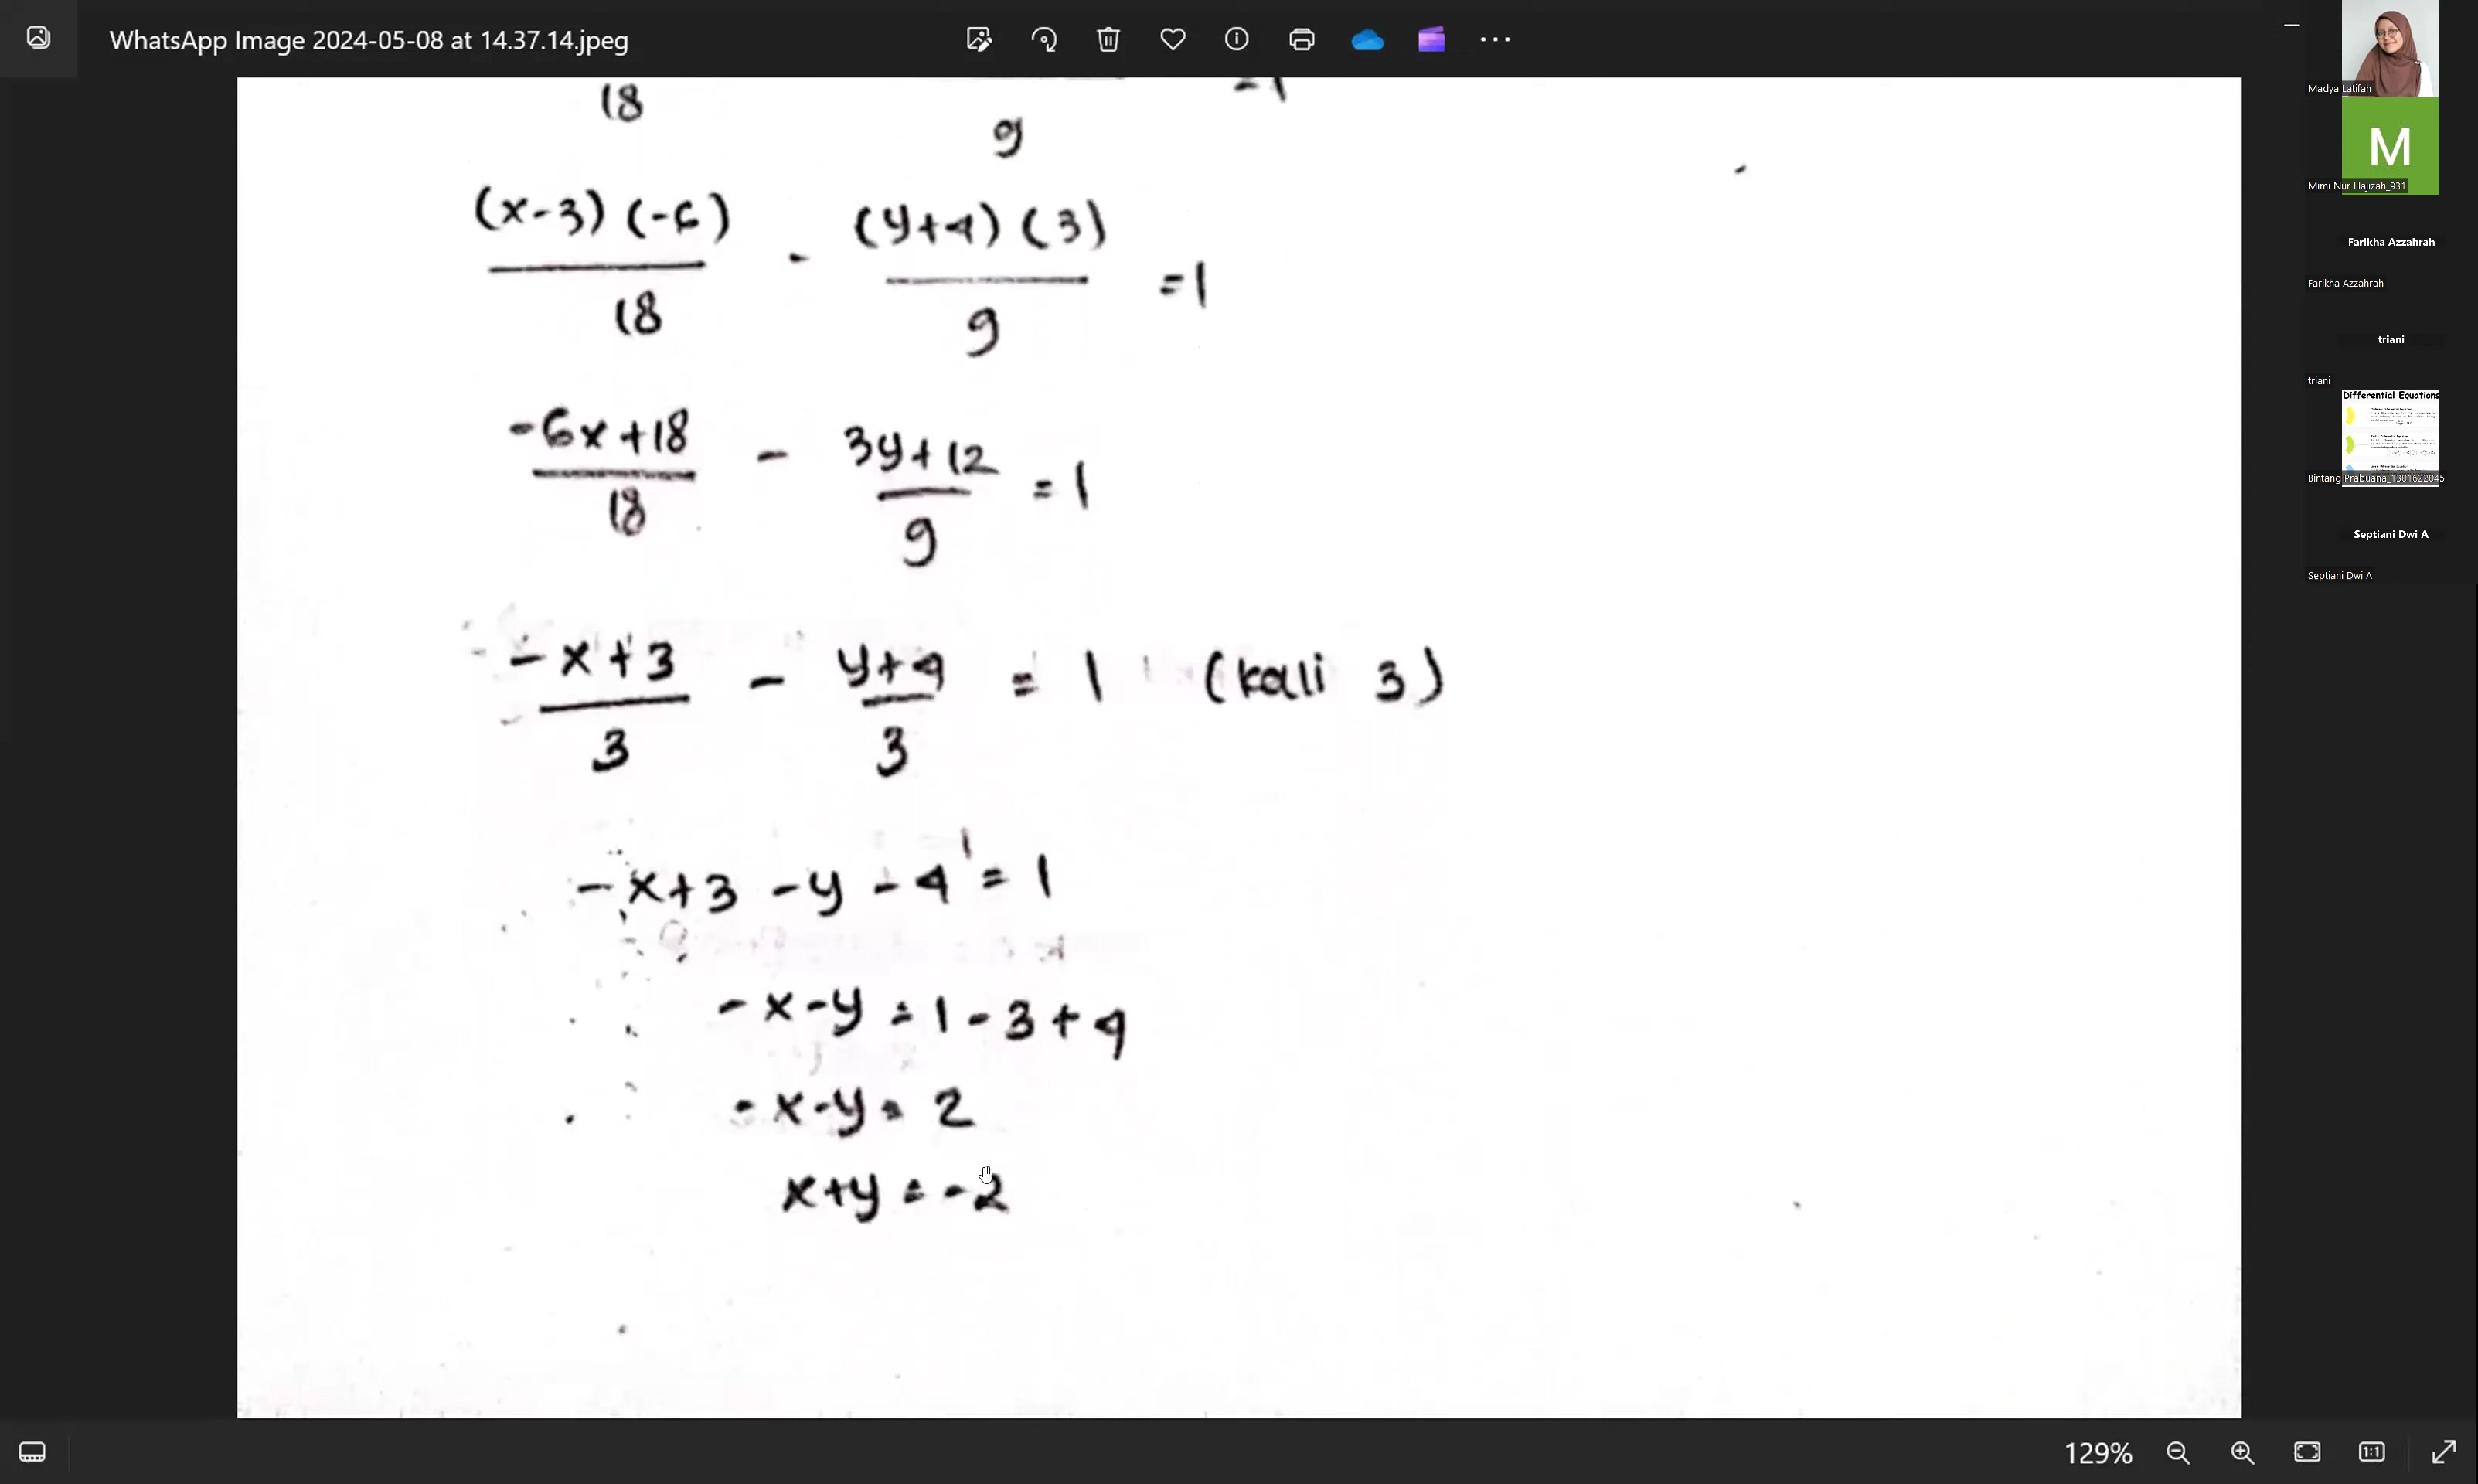 WhatsApp Image 2024-05-08 at 14.37.14.jpeg
18 9 = 1
(x-3)(-6) / 18 - (y+4)(3) / 9 = 1
-6x+18 / 18 - 3y+12 / 9 = 1
-x+3 / 3 - y+4 / 3 = 1 (kali 3)
-x+3 -y -4 = 1
-x-y = 1-3+4
-x-y = 2
x+y = -2
129%
Madya Latifah
M
Mimi Nur Hajizah_931
Farikha Azzahrah
Farikha Azzahrah
triani
triani
Differential Equations
Bintang Prabuana_1301622045
Septiani Dwi A
Septiani Dwi A